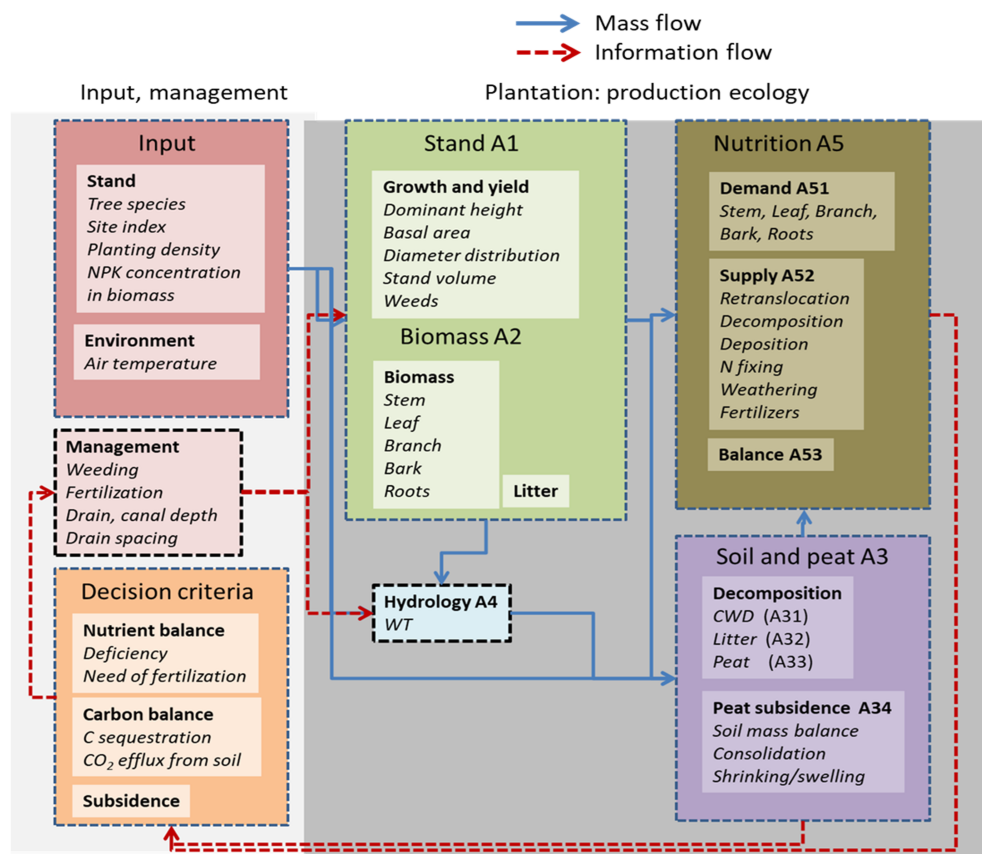 Mass flow
Information flow
Input, management
Plantation: production ecology
Input
Stand
Tree species
Site index
Planting density
NPK concentration
in biomass
Environment
Air temperature
Management
Weeding
Fertilization
Drain, canal depth
Drain spacing
Decision criteria
Nutrient balance
Deficiency
Need of fertilization
Carbon balance
C sequestration
CO2 efflux from soil
Subsidence
Stand A1
Growth and yield
Dominant height
Basal area
Diameter distribution
Stand volume
Weeds
Biomass A2
Biomass
Stem
Leaf
Branch
Bark
Roots
Litter
Hydrology A4
WT
Nutrition A5
Demand A51
Stem, Leaf, Branch,
Bark, Roots
Supply A52
Retranslocation
Decomposition
Deposition
N fixing
Weathering
Fertilizers
Balance A53
Soil and peat A3
Decomposition
CWD (A31)
Litter (A32)
Peat (A33)
Peat subsidence A34
Soil mass balance
Consolidation
Shrinking/swelling